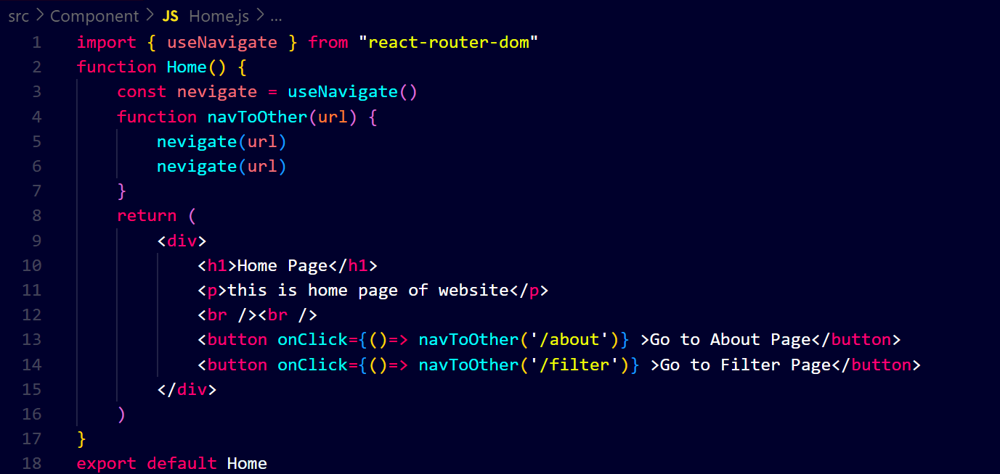 src > Component > JS Home.js > ...
1 import { useNavigate } from "react-router-dom"
2 function Home() {
3     const nevigate = useNavigate()
4     function navToOther(url) {
5         nevigate(url)
6         nevigate(url)
7     }
8     return (
9         <div>
10             <h1>Home Page</h1>
11             <p>this is home page of website</p>
12             <br /><br />
13             <button onClick={()=> navToOther('/about')} >Go to About Page</button>
14             <button onClick={()=> navToOther('/filter')} >Go to Filter Page</button>
15         </div>
16     )
17 }
18 export default Home